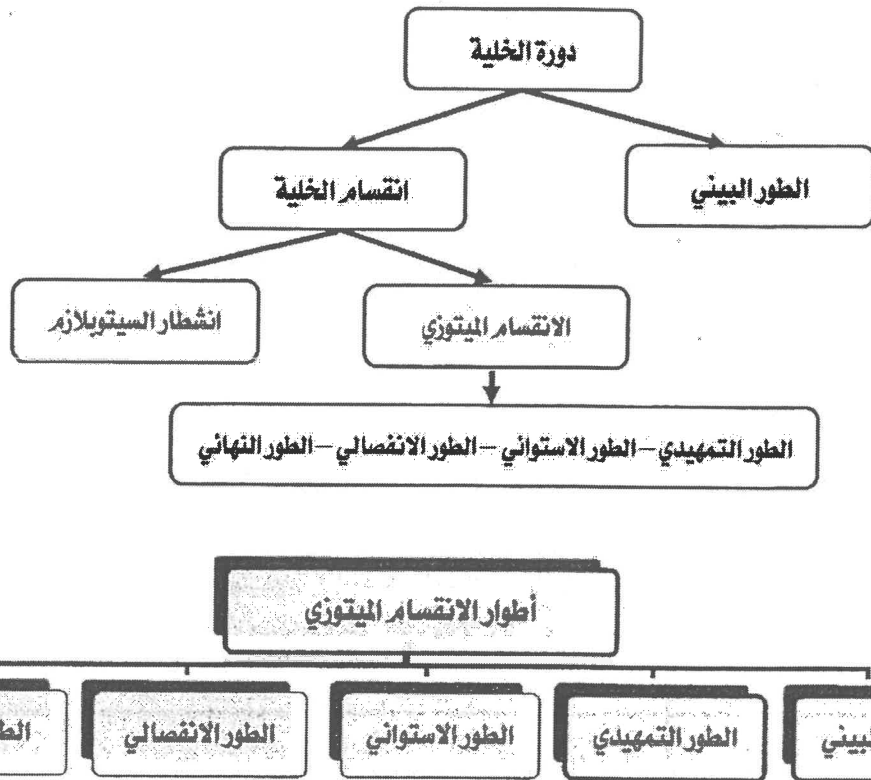 دورة الخلية
الطور البيني
انقسام الخلية
الانقسام الميتوزي
انشطار السيتوبلازم
الطور التمهيدي – الطور الاستوائي – الطور الانفصالي – الطور النهائي
أطوار الانقسام الميتوزي
الطور التمهيدي
الطور الاستوائي
الطور الانفصالي